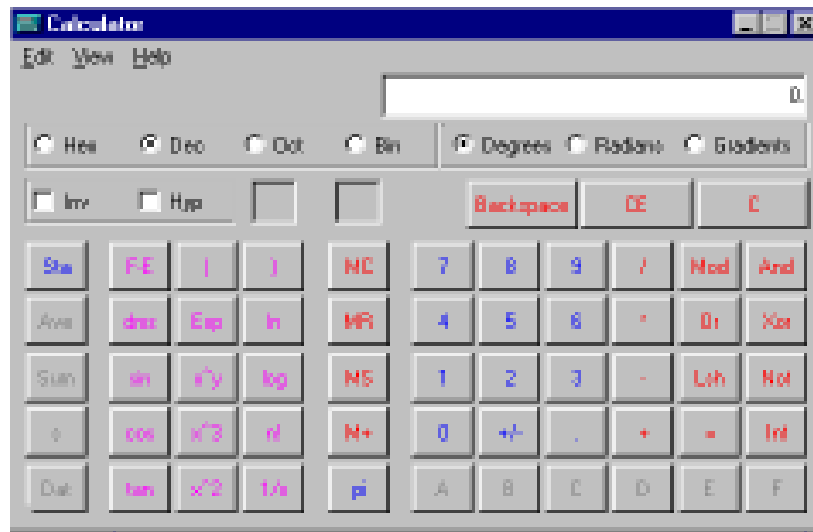 Calculator
Edit View Help
0.
Hex Dec Oct Bin Degrees Radians Gradients
Inv Hyp Backspace CE C
Sta F-E ( ) MC 7 8 9 / Mod And
Ave dms Exp ln MR 4 5 6 * Or Xor
Sum sin x^y log MS 1 2 3 - Lsh Not
s cos x^3 n! M+ 0 +/- . + = Int
Dat tan x^2 1/x pi A B C D E F